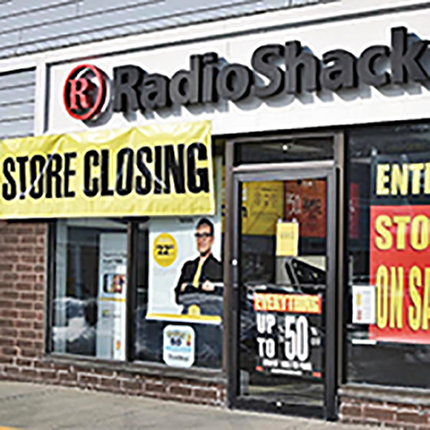 R RadioShack
STORE CLOSING
ENTI
STO
ON SA
EVERYTHING
UP
TO $50